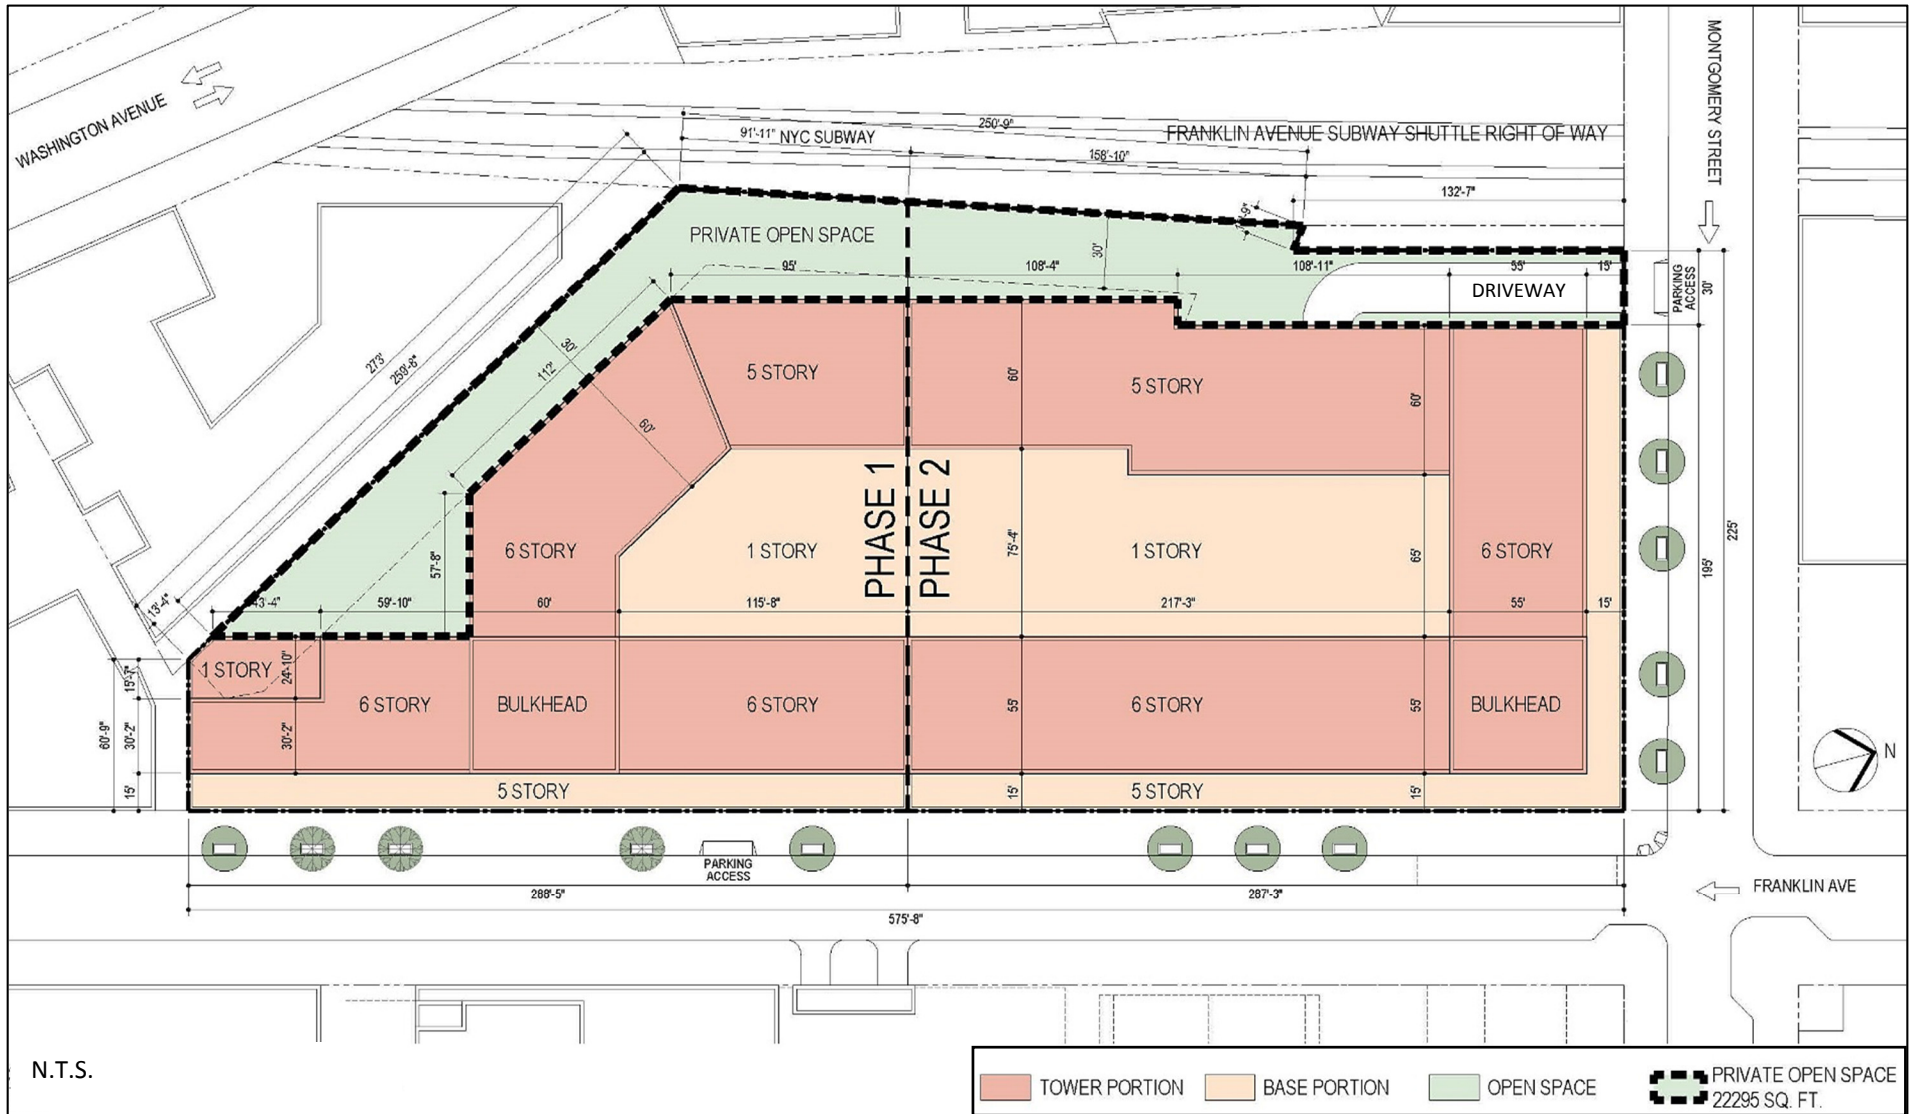 WASHINGTON AVENUE
MONTGOMERY STREET
250'-9"
91'-11" NYC SUBWAY
FRANKLIN AVENUE SUBWAY SHUTTLE RIGHT OF WAY
158'-10"
132'-7"
PRIVATE OPEN SPACE
30'
95'
108'-4"
108'-11"
55'
15'
DRIVEWAY
PARKING
ACCESS
30'
273'
259'-6"
30'
112'
60'
5 STORY
60'
5 STORY
60'
PHASE 1
PHASE 2
57'-8"
6 STORY
1 STORY
75'-4"
1 STORY
65'
6 STORY
195'
225'
13'-4"
43'-4"
59'-10"
60'
115'-8"
217'-3"
55'
15'
1 STORY
24'-10"
15'-7"
60'-9"
30'-2"
30'-2"
15'
6 STORY
BULKHEAD
6 STORY
55'
6 STORY
55'
BULKHEAD
N
5 STORY
15'
5 STORY
15'
PARKING
ACCESS
288'-5"
287'-3"
575'-8"
FRANKLIN AVE
N.T.S.
TOWER PORTION
BASE PORTION
OPEN SPACE
PRIVATE OPEN SPACE
22295 SQ. FT.